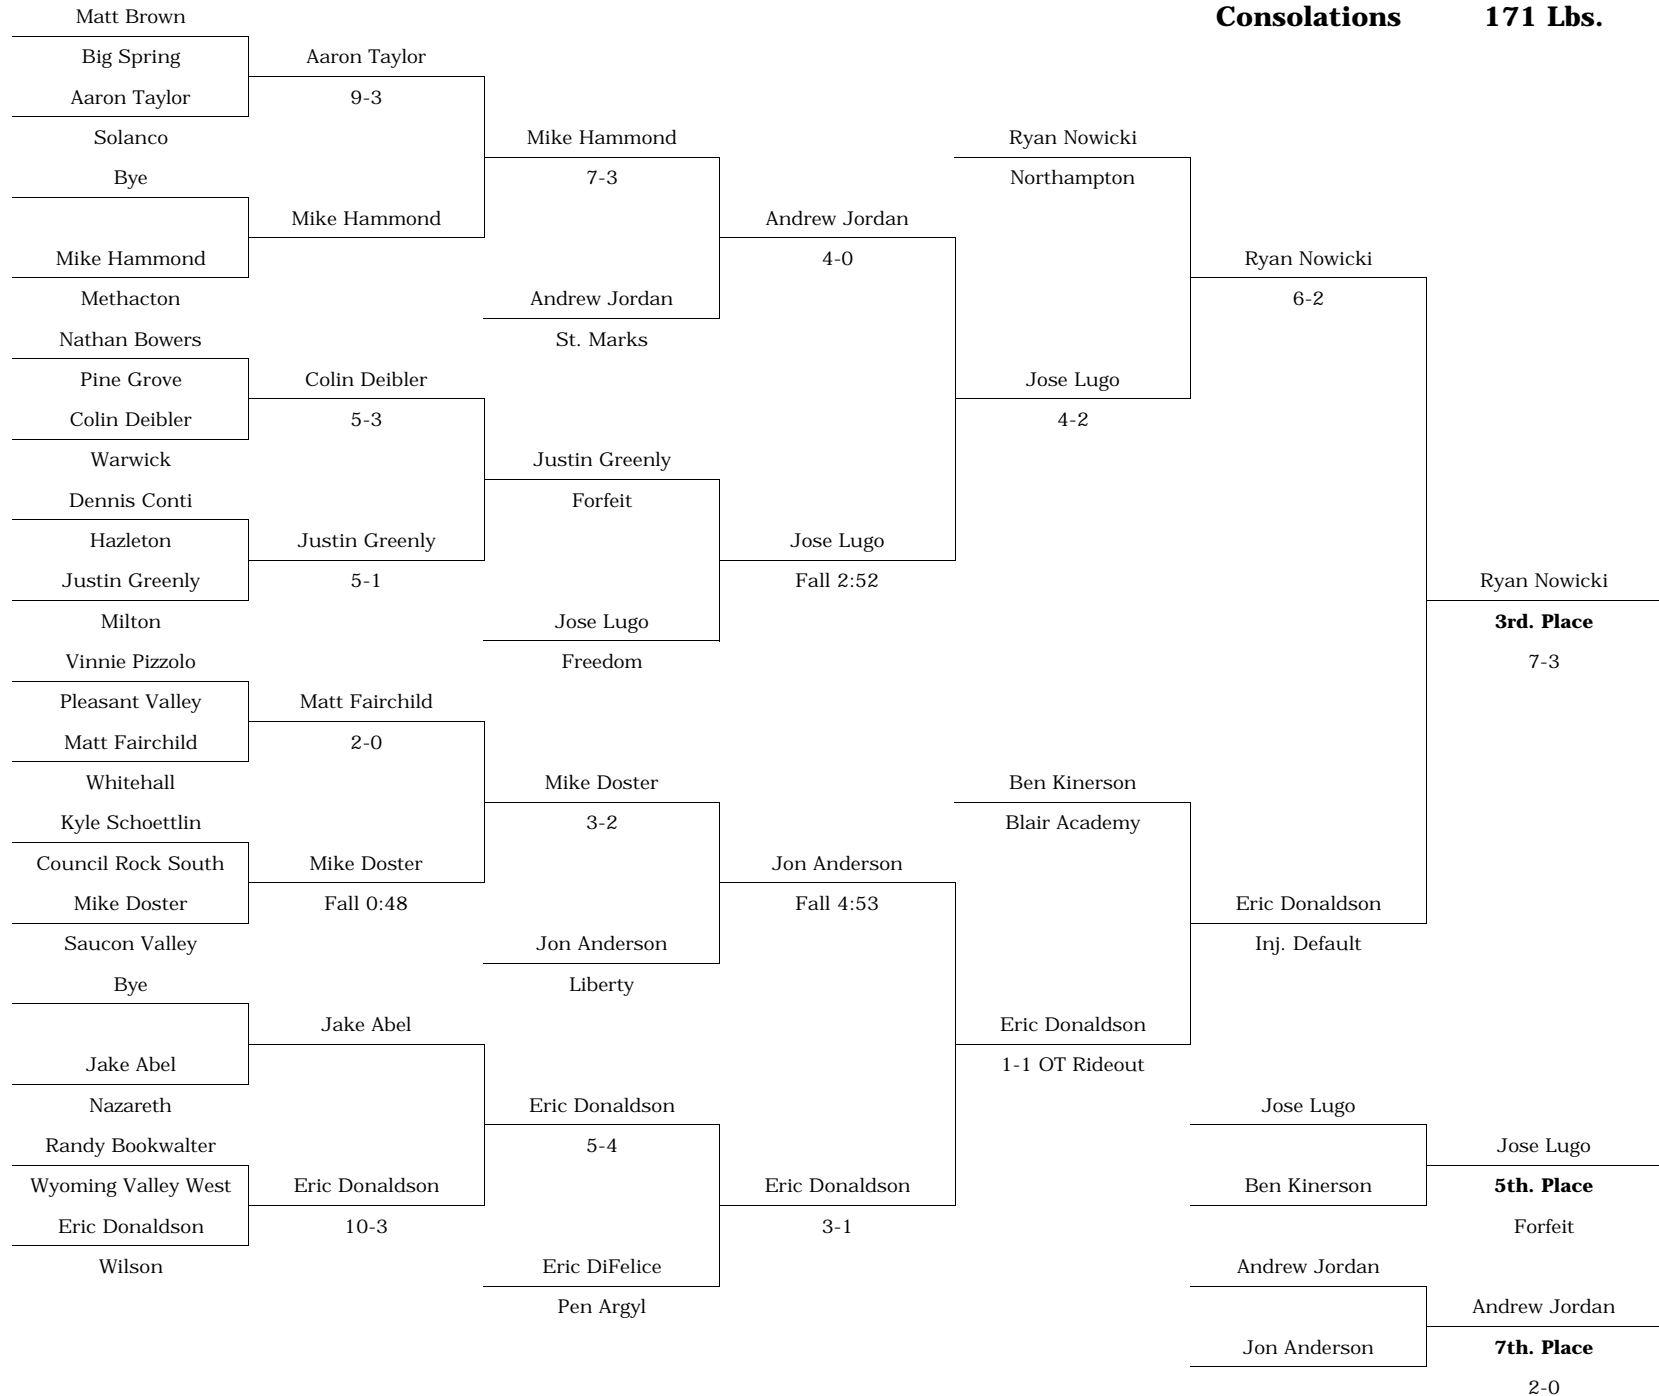 Consolations 171 Lbs.
Matt Brown
Big Spring
Aaron Taylor
Solanco
Bye
Mike Hammond
Methacton
Nathan Bowers
Pine Grove
Colin Deibler
Warwick
Dennis Conti
Hazleton
Justin Greenly
Milton
Vinnie Pizzolo
Pleasant Valley
Matt Fairchild
Whitehall
Kyle Schoettlin
Council Rock South
Mike Doster
Saucon Valley
Bye
Jake Abel
Nazareth
Randy Bookwalter
Wyoming Valley West
Eric Donaldson
Wilson
Aaron Taylor
9-3
Mike Hammond
Colin Deibler
5-3
Justin Greenly
5-1
Matt Fairchild
2-0
Mike Doster
Fall 0:48
Jake Abel
Eric Donaldson
10-3
Mike Hammond
7-3
Andrew Jordan
St. Marks
Justin Greenly
Forfeit
Jose Lugo
Freedom
Mike Doster
3-2
Jon Anderson
Liberty
Eric Donaldson
5-4
Eric DiFelice
Pen Argyl
Andrew Jordan
4-0
Jose Lugo
Fall 2:52
Jon Anderson
Fall 4:53
Eric Donaldson
3-1
Ryan Nowicki
Northampton
Jose Lugo
4-2
Ben Kinerson
Blair Academy
Eric Donaldson
1-1 OT Rideout
Ryan Nowicki
6-2
Eric Donaldson
Inj. Default
Ryan Nowicki
3rd. Place
7-3
Jose Lugo
Ben Kinerson
Jose Lugo
5th. Place
Forfeit
Andrew Jordan
Jon Anderson
Andrew Jordan
7th. Place
2-0